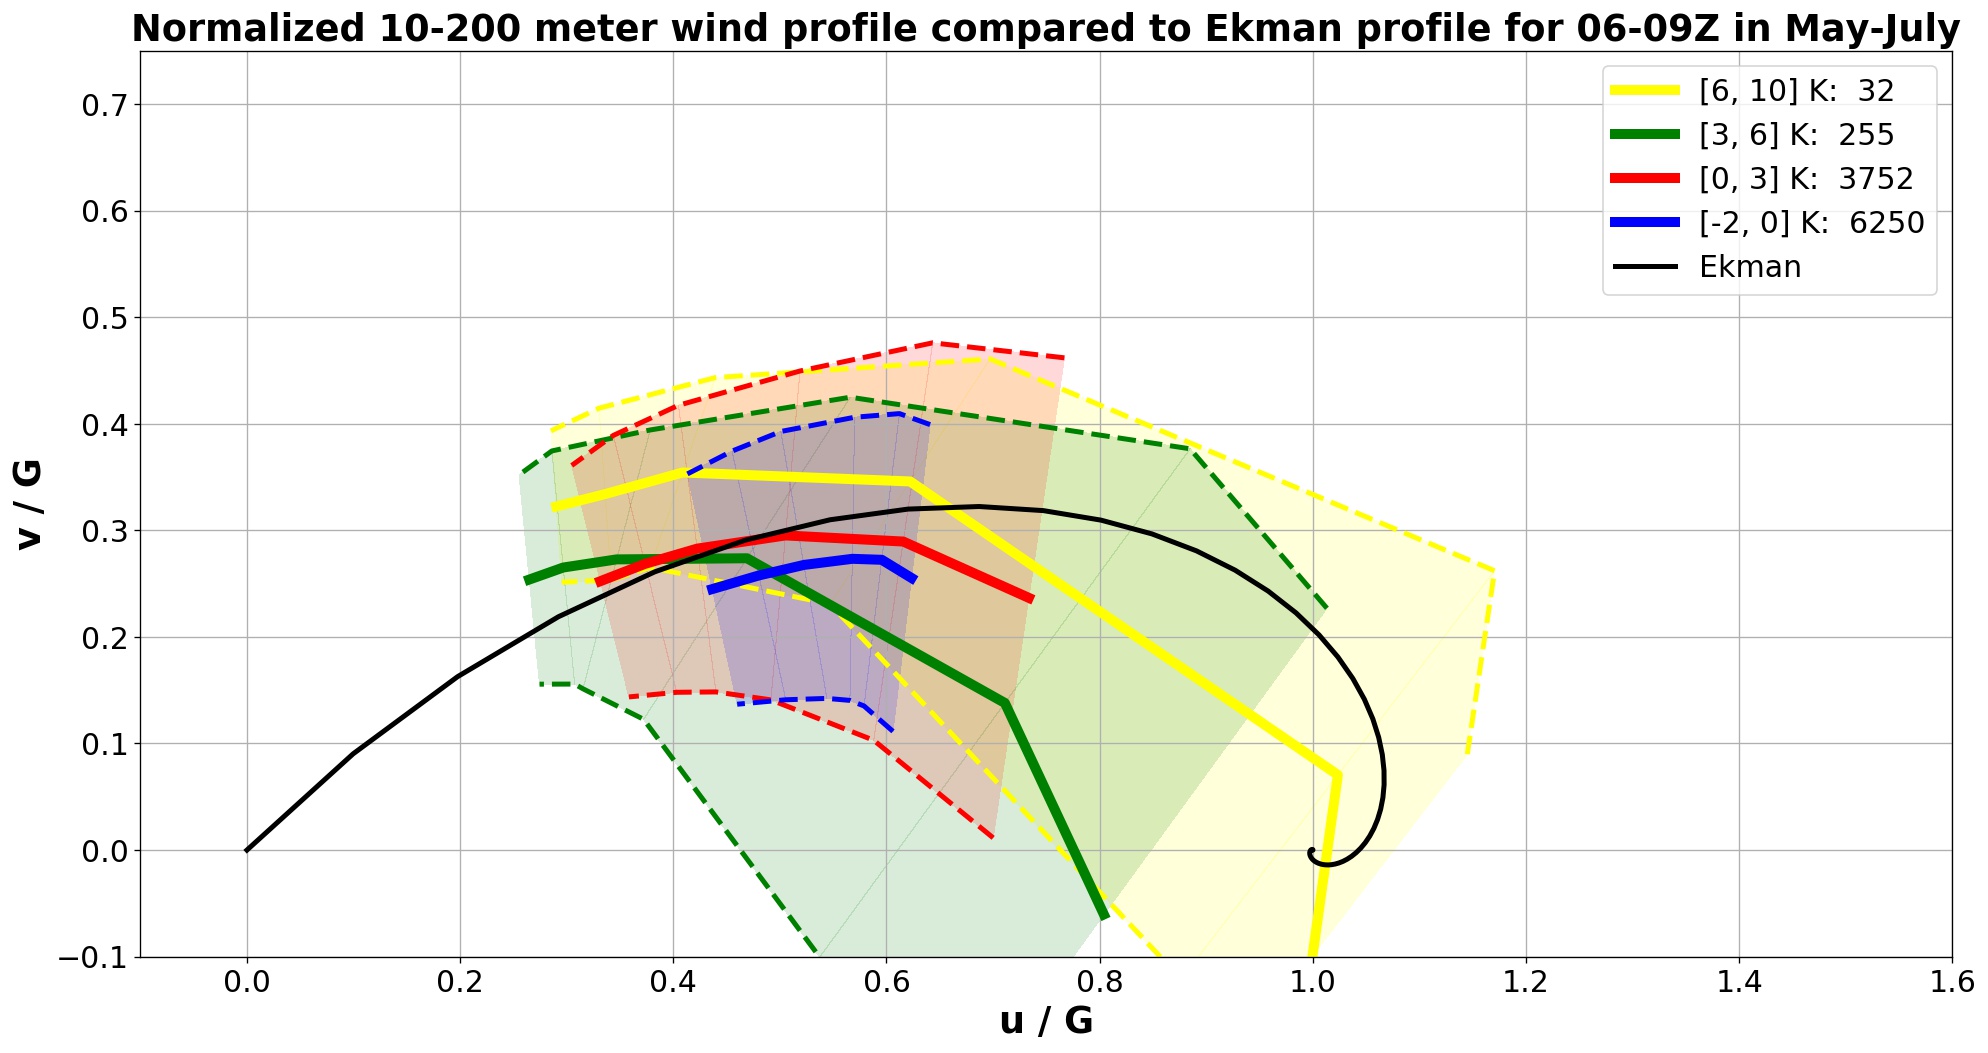 Normalized 10-200 meter wind profile compared to Ekman profile for 06-09Z in May-July
[6, 10] K:  32
[3, 6] K:  255
[0, 3] K:  3752
[-2, 0] K:  6250
Ekman
0.7
0.6
0.5
0.4
0.3
0.2
0.1
0.0
−0.1
v / G
0.0 0.2 0.4 0.6 0.8 1.0 1.2 1.4 1.6
u / G